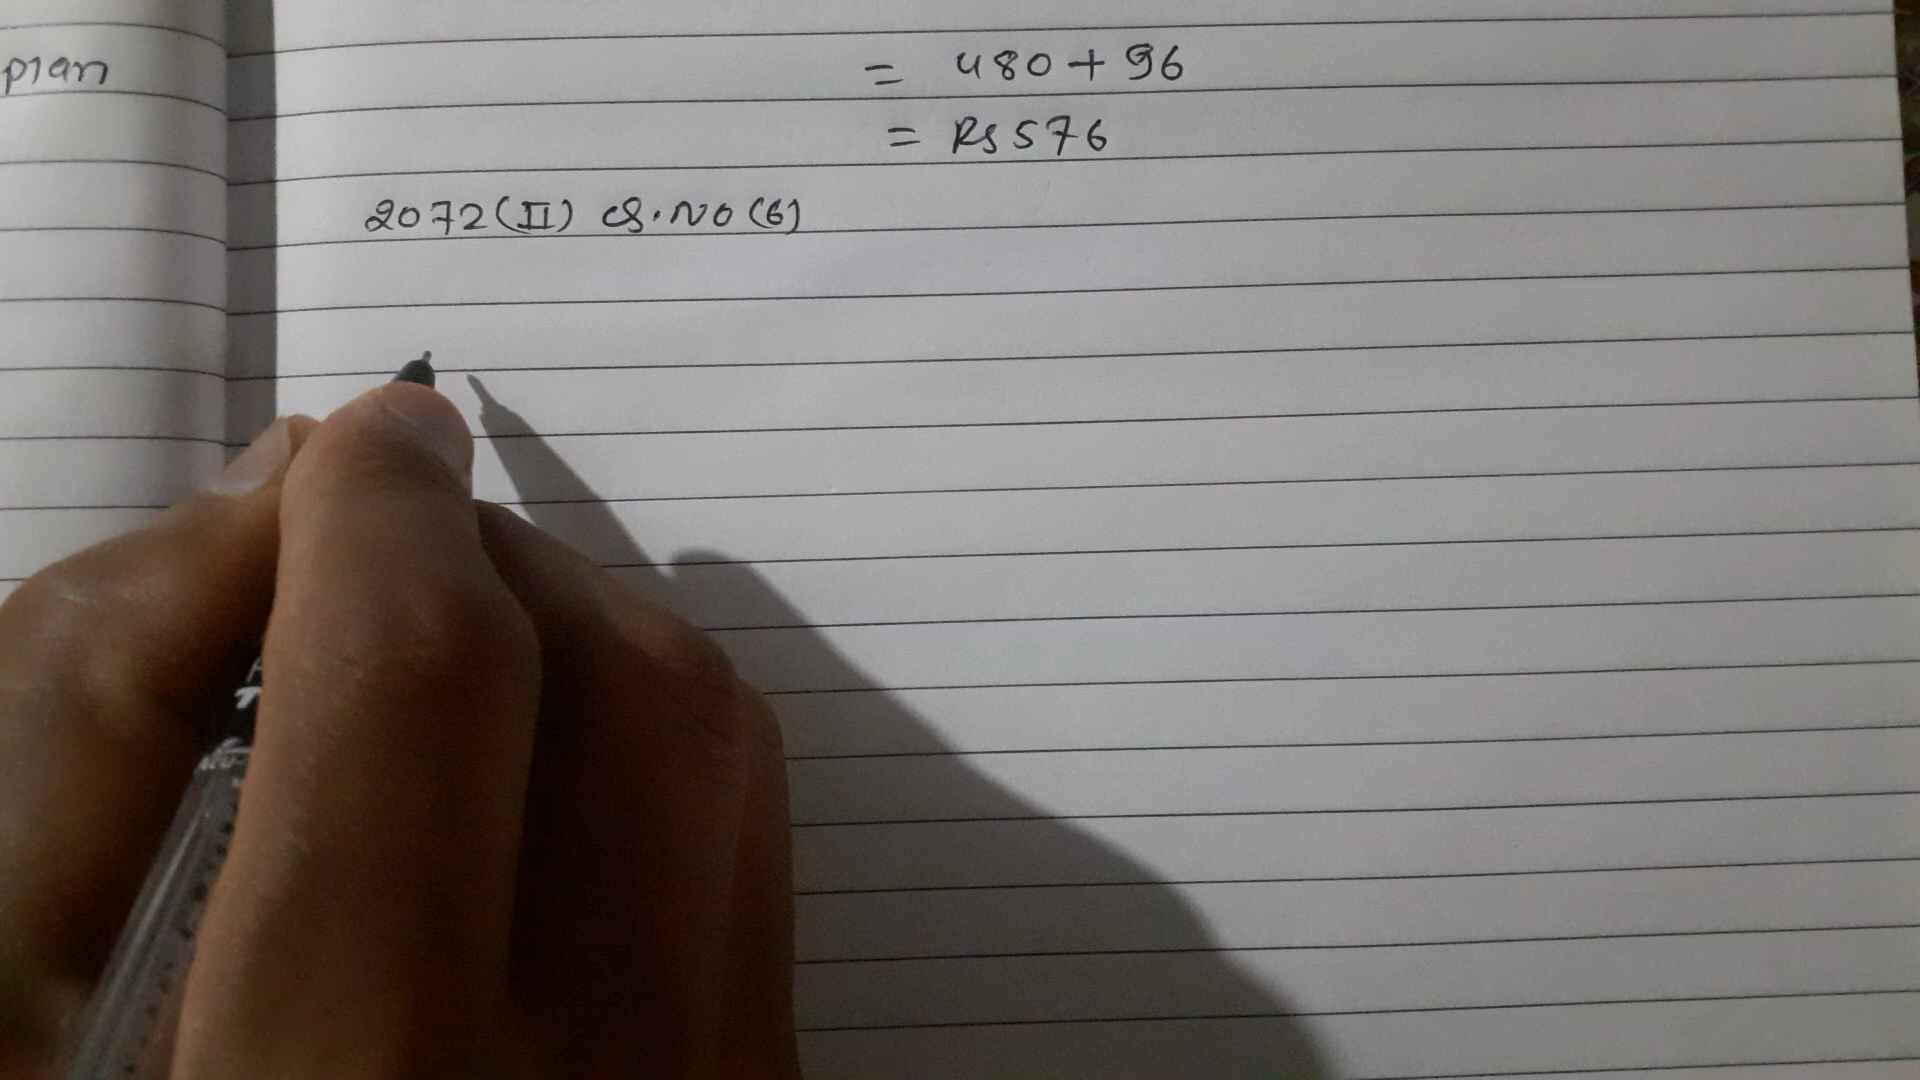 plan
= 480 + 96
= Rs 576
2072 (II) Q.NO (6)